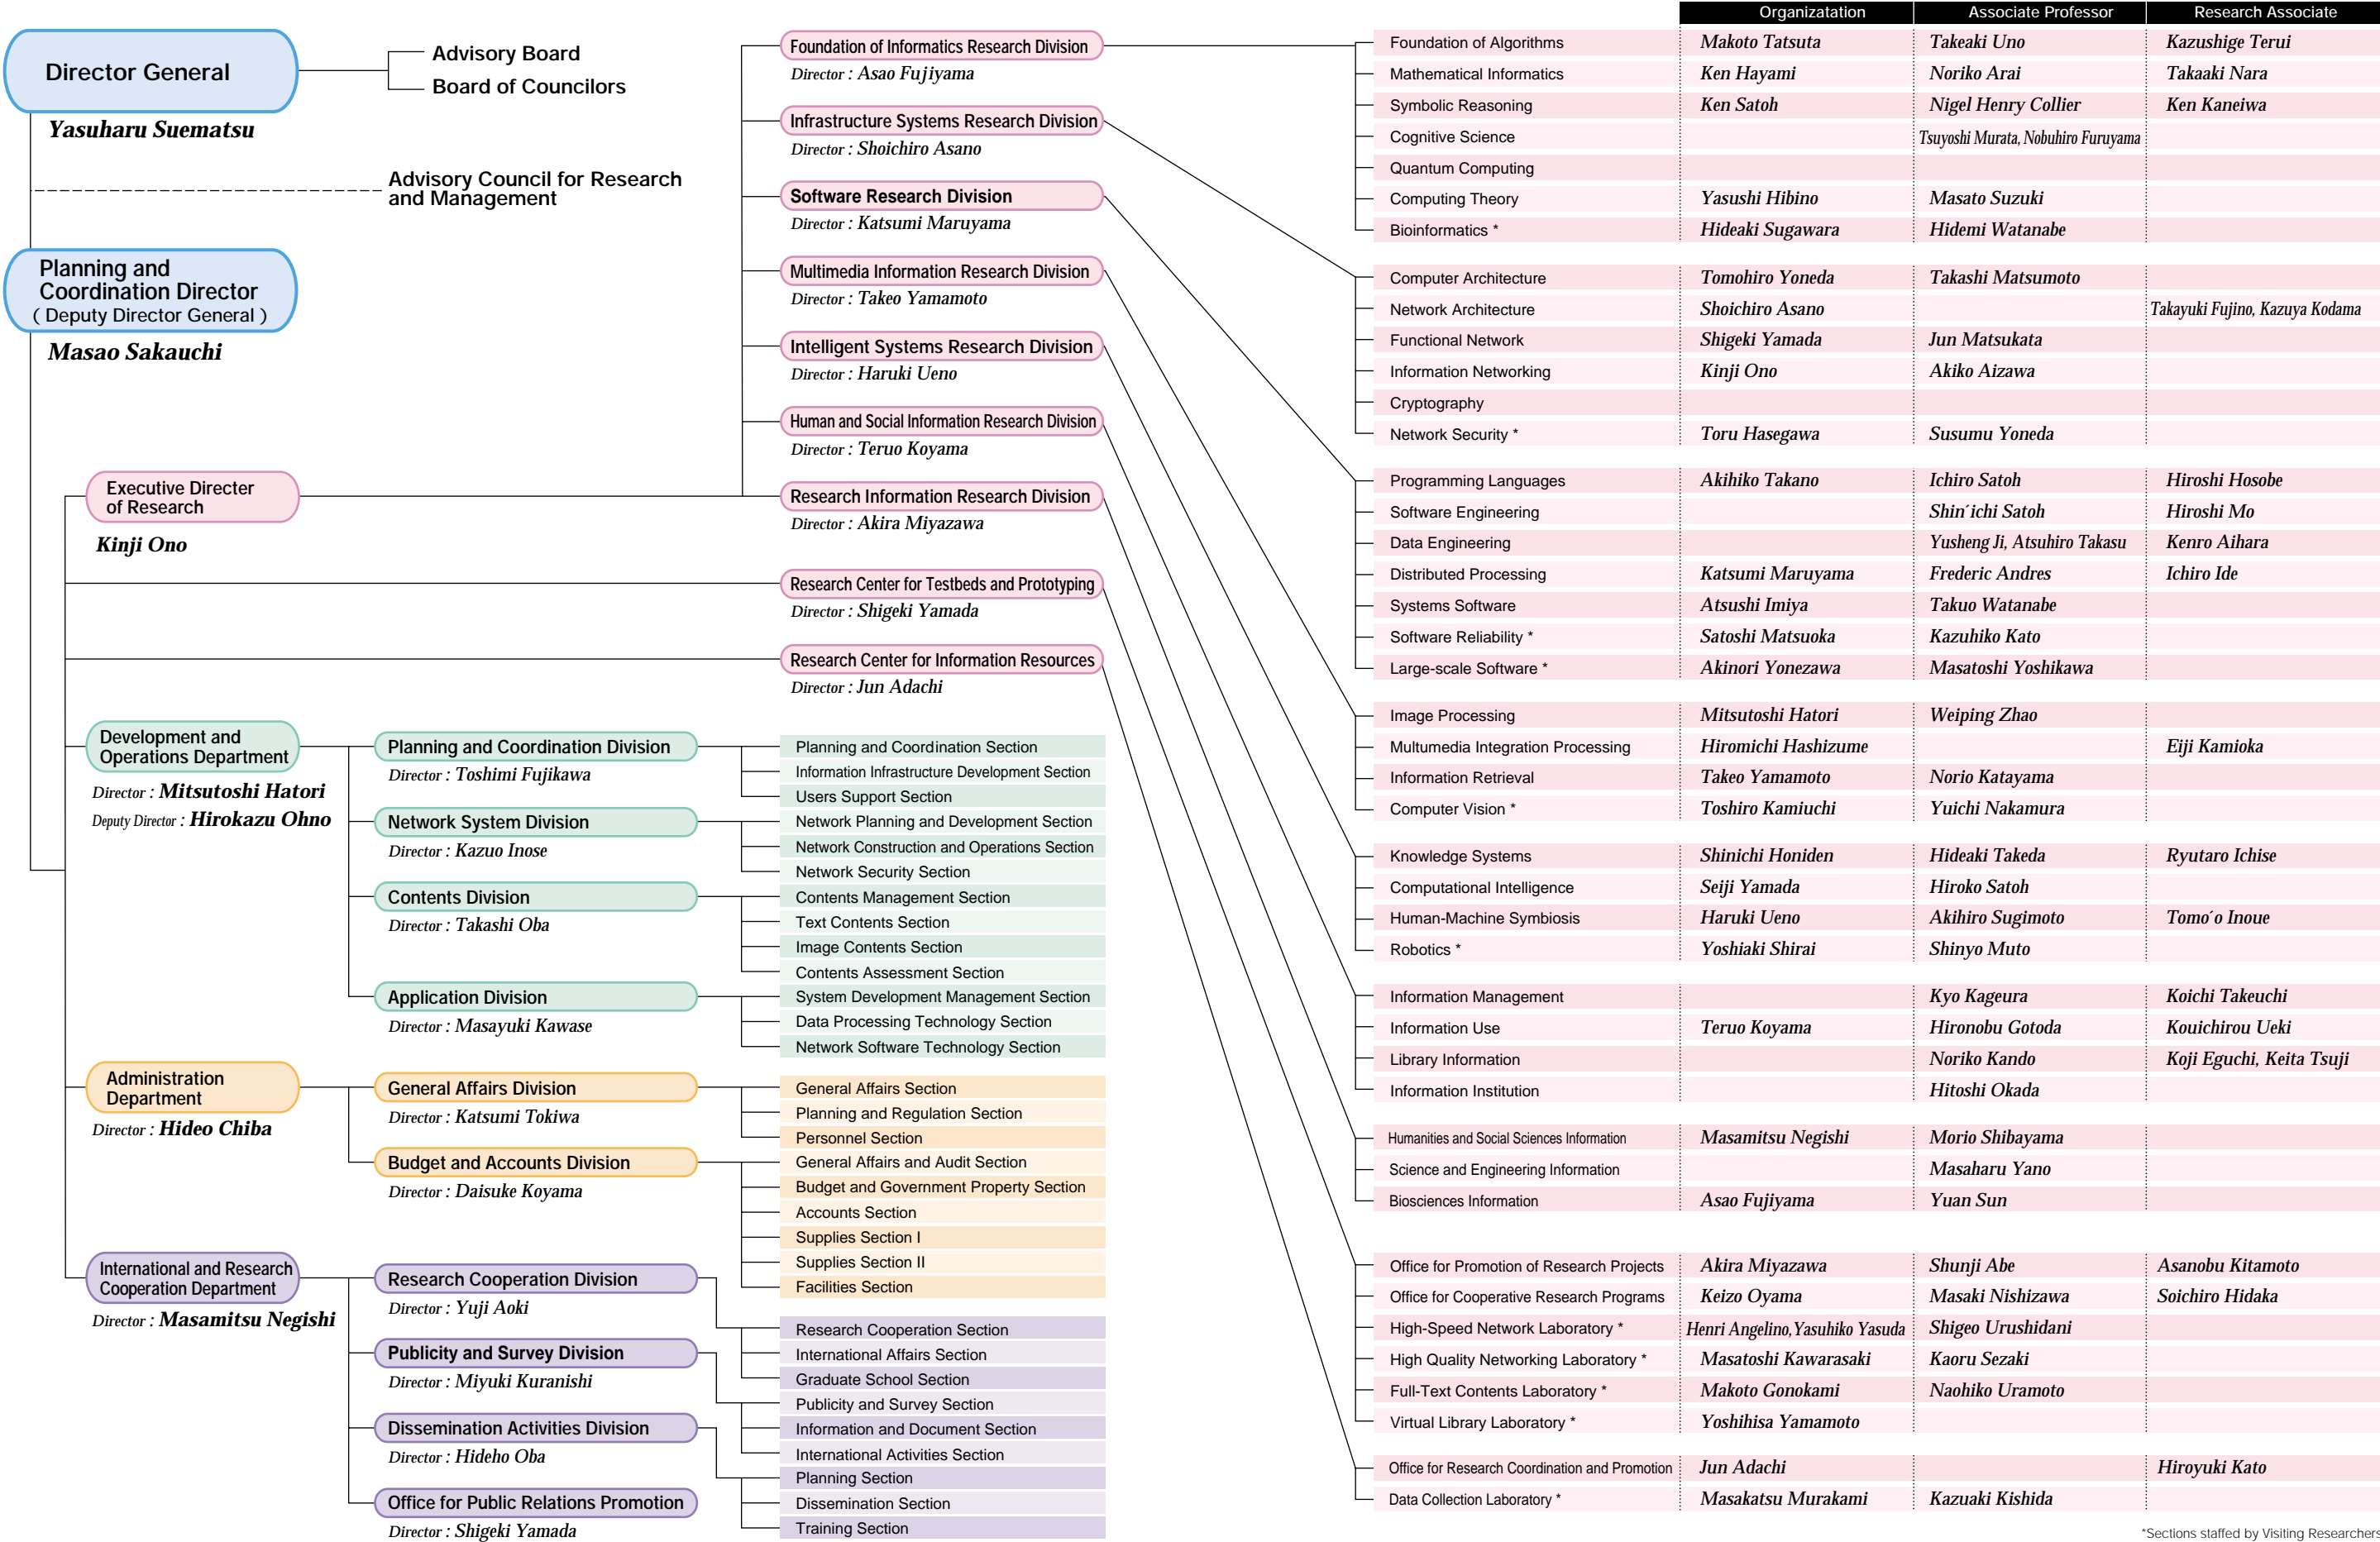 Director General
Advisory Board
Board of Councilors
Yasuharu Suematsu
Advisory Council for Research
and Management
Planning and
Coordination Director
( Deputy Director General )
Masao Sakauchi
Executive Directer
of Research
Kinji Ono
Foundation of Informatics Research Division
Director : Asao Fujiyama
Infrastructure Systems Research Division
Director : Shoichiro Asano
Software Research Division
Director : Katsumi Maruyama
Multimedia Information Research Division
Director : Takeo Yamamoto
Intelligent Systems Research Division
Director : Haruki Ueno
Human and Social Information Research Division
Director : Teruo Koyama
Research Information Research Division
Director : Akira Miyazawa
Research Center for Testbeds and Prototyping
Director : Shigeki Yamada
Research Center for Information Resources
Director : Jun Adachi
Development and
Operations Department
Director : Mitsutoshi Hatori
Deputy Director : Hirokazu Ohno
Planning and Coordination Division
Director : Toshimi Fujikawa
Planning and Coordination Section
Information Infrastructure Development Section
Users Support Section
Network System Division
Director : Kazuo Inose
Network Planning and Development Section
Network Construction and Operations Section
Network Security Section
Contents Division
Director : Takashi Oba
Contents Management Section
Text Contents Section
Image Contents Section
Contents Assessment Section
Application Division
Director : Masayuki Kawase
System Development Management Section
Data Processing Technology Section
Network Software Technology Section
Administration
Department
Director : Hideo Chiba
General Affairs Division
Director : Katsumi Tokiwa
General Affairs Section
Planning and Regulation Section
Personnel Section
Budget and Accounts Division
Director : Daisuke Koyama
General Affairs and Audit Section
Budget and Government Property Section
Accounts Section
Supplies Section I
Supplies Section II
Facilities Section
International and Research
Cooperation Department
Director : Masamitsu Negishi
Research Cooperation Division
Director : Yuji Aoki
Research Cooperation Section
International Affairs Section
Graduate School Section
Publicity and Survey Division
Director : Miyuki Kuranishi
Publicity and Survey Section
Information and Document Section
International Activities Section
Dissemination Activities Division
Director : Hideho Oba
Planning Section
Dissemination Section
Training Section
Office for Public Relations Promotion
Director : Shigeki Yamada
Organizatation Associate Professor Research Associate
Foundation of Algorithms Makoto Tatsuta Takeaki Uno Kazushige Terui
Mathematical Informatics Ken Hayami Noriko Arai Takaaki Nara
Symbolic Reasoning Ken Satoh Nigel Henry Collier Ken Kaneiwa
Cognitive Science Tsuyoshi Murata, Nobuhiro Furuyama
Quantum Computing
Computing Theory Yasushi Hibino Masato Suzuki
Bioinformatics * Hideaki Sugawara Hidemi Watanabe
Computer Architecture Tomohiro Yoneda Takashi Matsumoto
Network Architecture Shoichiro Asano Takayuki Fujino, Kazuya Kodama
Functional Network Shigeki Yamada Jun Matsukata
Information Networking Kinji Ono Akiko Aizawa
Cryptography
Network Security * Toru Hasegawa Susumu Yoneda
Programming Languages Akihiko Takano Ichiro Satoh Hiroshi Hosobe
Software Engineering Shin´ichi Satoh Hiroshi Mo
Data Engineering Yusheng Ji, Atsuhiro Takasu Kenro Aihara
Distributed Processing Katsumi Maruyama Frederic Andres Ichiro Ide
Systems Software Atsushi Imiya Takuo Watanabe
Software Reliability * Satoshi Matsuoka Kazuhiko Kato
Large-scale Software * Akinori Yonezawa Masatoshi Yoshikawa
Image Processing Mitsutoshi Hatori Weiping Zhao
Multumedia Integration Processing Hiromichi Hashizume Eiji Kamioka
Information Retrieval Takeo Yamamoto Norio Katayama
Computer Vision * Toshiro Kamiuchi Yuichi Nakamura
Knowledge Systems Shinichi Honiden Hideaki Takeda Ryutaro Ichise
Computational Intelligence Seiji Yamada Hiroko Satoh
Human-Machine Symbiosis Haruki Ueno Akihiro Sugimoto Tomo´o Inoue
Robotics * Yoshiaki Shirai Shinyo Muto
Information Management Kyo Kageura Koichi Takeuchi
Information Use Teruo Koyama Hironobu Gotoda Kouichirou Ueki
Library Information Noriko Kando Koji Eguchi, Keita Tsuji
Information Institution Hitoshi Okada
Humanities and Social Sciences Information Masamitsu Negishi Morio Shibayama
Science and Engineering Information Masaharu Yano
Biosciences Information Asao Fujiyama Yuan Sun
Office for Promotion of Research Projects Akira Miyazawa Shunji Abe Asanobu Kitamoto
Office for Cooperative Research Programs Keizo Oyama Masaki Nishizawa Soichiro Hidaka
High-Speed Network Laboratory * Henri Angelino,Yasuhiko Yasuda Shigeo Urushidani
High Quality Networking Laboratory * Masatoshi Kawarasaki Kaoru Sezaki
Full-Text Contents Laboratory * Makoto Gonokami Naohiko Uramoto
Virtual Library Laboratory * Yoshihisa Yamamoto
Office for Research Coordination and Promotion Jun Adachi Hiroyuki Kato
Data Collection Laboratory * Masakatsu Murakami Kazuaki Kishida
*Sections staffed by Visiting Researchers